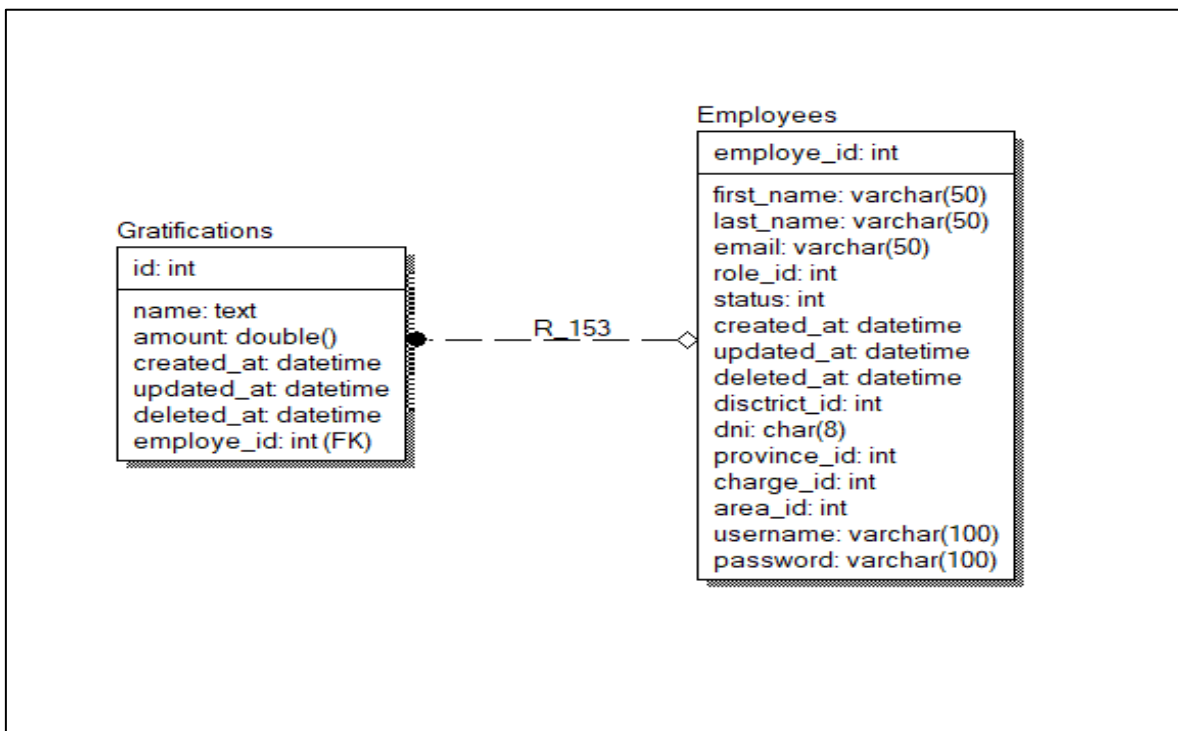 Gratifications
id: int
name: text
amount: double()
created_at: datetime
updated_at: datetime
deleted_at: datetime
employe_id: int (FK)
R_153
Employees
employe_id: int
first_name: varchar(50)
last_name: varchar(50)
email: varchar(50)
role_id: int
status: int
created_at: datetime
updated_at: datetime
deleted_at: datetime
disctrict_id: int
dni: char(8)
province_id: int
charge_id: int
area_id: int
username: varchar(100)
password: varchar(100)